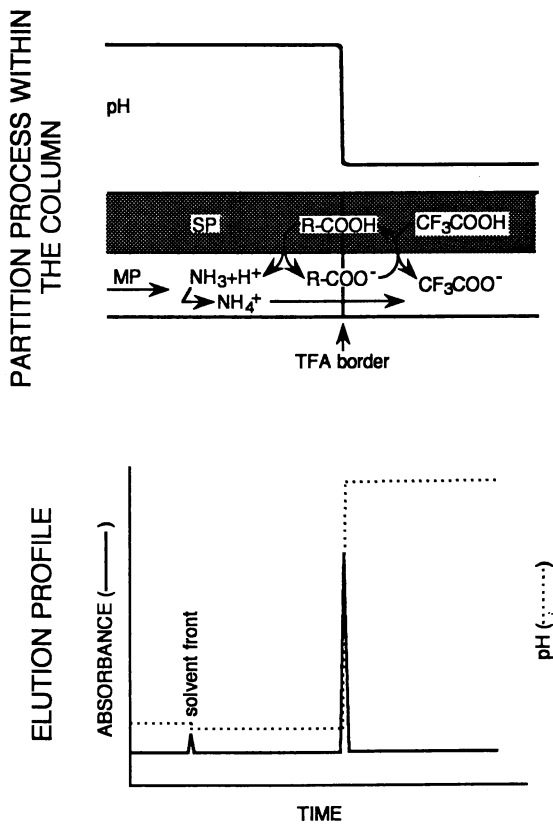 PARTITION PROCESS WITHIN
THE COLUMN
pH
SP
R-COOH
CF₃COOH
MP
NH₃+H⁺
R-COO⁻
CF₃COO⁻
NH₄⁺
TFA border
ELUTION PROFILE
ABSORBANCE (——)
solvent front
pH (........)
TIME